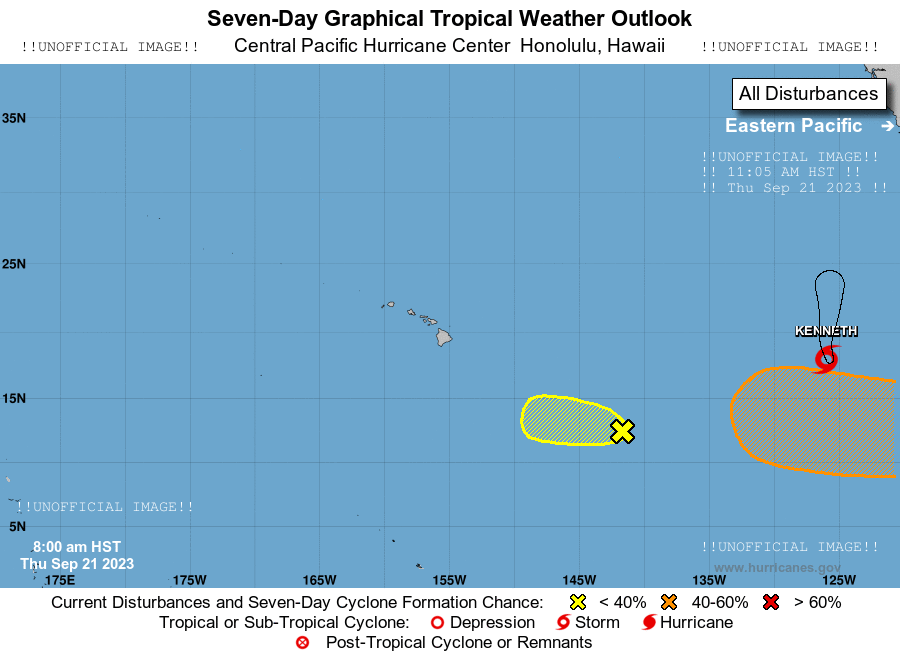 Seven-Day Graphical Tropical Weather Outlook
!!UNOFFICIAL IMAGE!! Central Pacific Hurricane Center Honolulu, Hawaii !!UNOFFICIAL IMAGE!!
All Disturbances
35N
Eastern Pacific
!!UNOFFICIAL IMAGE!!
!! 11:05 AM HST !!
!! Thu Sep 21 2023 !!
25N
KENNETH
15N
!!UNOFFICIAL IMAGE!!
5N
8:00 am HST
Thu Sep 21 2023
!!UNOFFICIAL IMAGE!!
www.hurricanes.gov
175E 175W 165W 155W 145W 135W 125W
Current Disturbances and Seven-Day Cyclone Formation Chance: < 40% 40-60% > 60%
Tropical or Sub-Tropical Cyclone: Depression Storm Hurricane
Post-Tropical Cyclone or Remnants